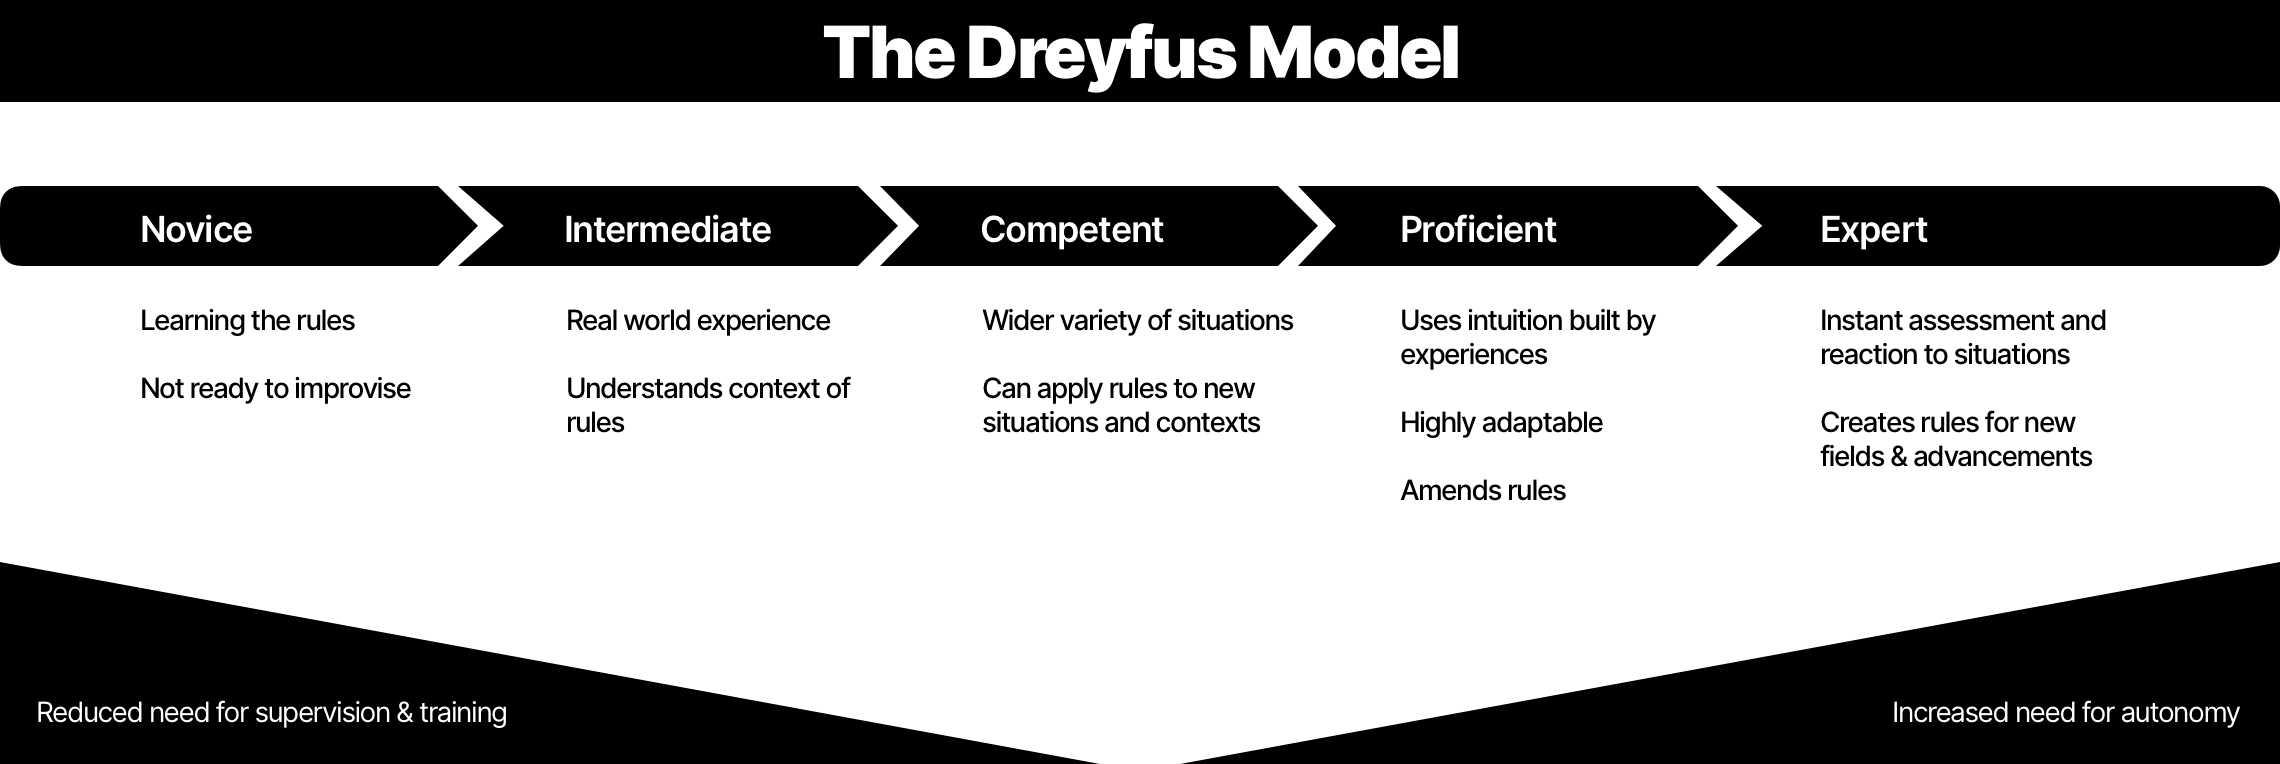 The Dreyfus Model
Novice
Intermediate
Competent
Proficient
Expert
Learning the rules
Not ready to improvise
Real world experience
Understands context of
rules
Wider variety of situations
Can apply rules to new
situations and contexts
Uses intuition built by
experiences
Highly adaptable
Amends rules
Instant assessment and
reaction to situations
Creates rules for new
fields & advancements
Reduced need for supervision & training
Increased need for autonomy